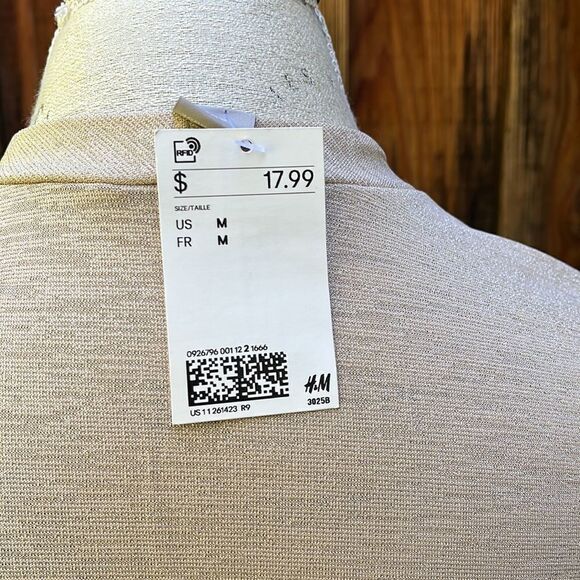 RFID
$ 17.99
SIZE/TAILLE
US M
FR M
0926796 001 12 2 1666
H&M
US 11 261423 R9
3025B